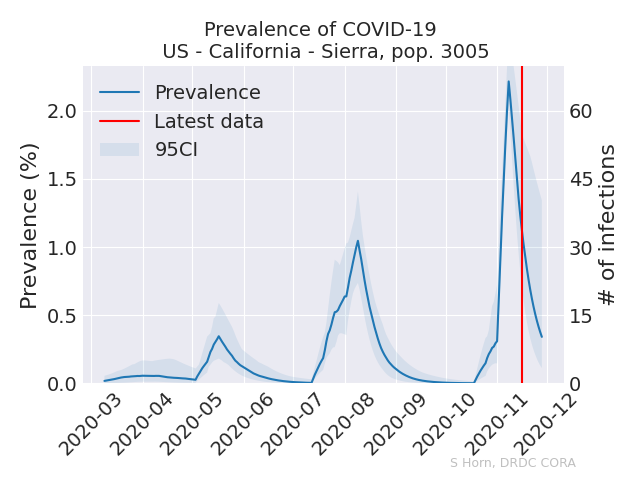 Prevalence of COVID-19
US - California - Sierra, pop. 3005
Prevalence
Latest data
95CI
Prevalence (%)
2.0
1.5
1.0
0.5
0.0
60
45
30
15
0
# of infections
2020-03
2020-04
2020-05
2020-06
2020-07
2020-08
2020-09
2020-10
2020-11
2020-12
S Horn, DRDC CORA